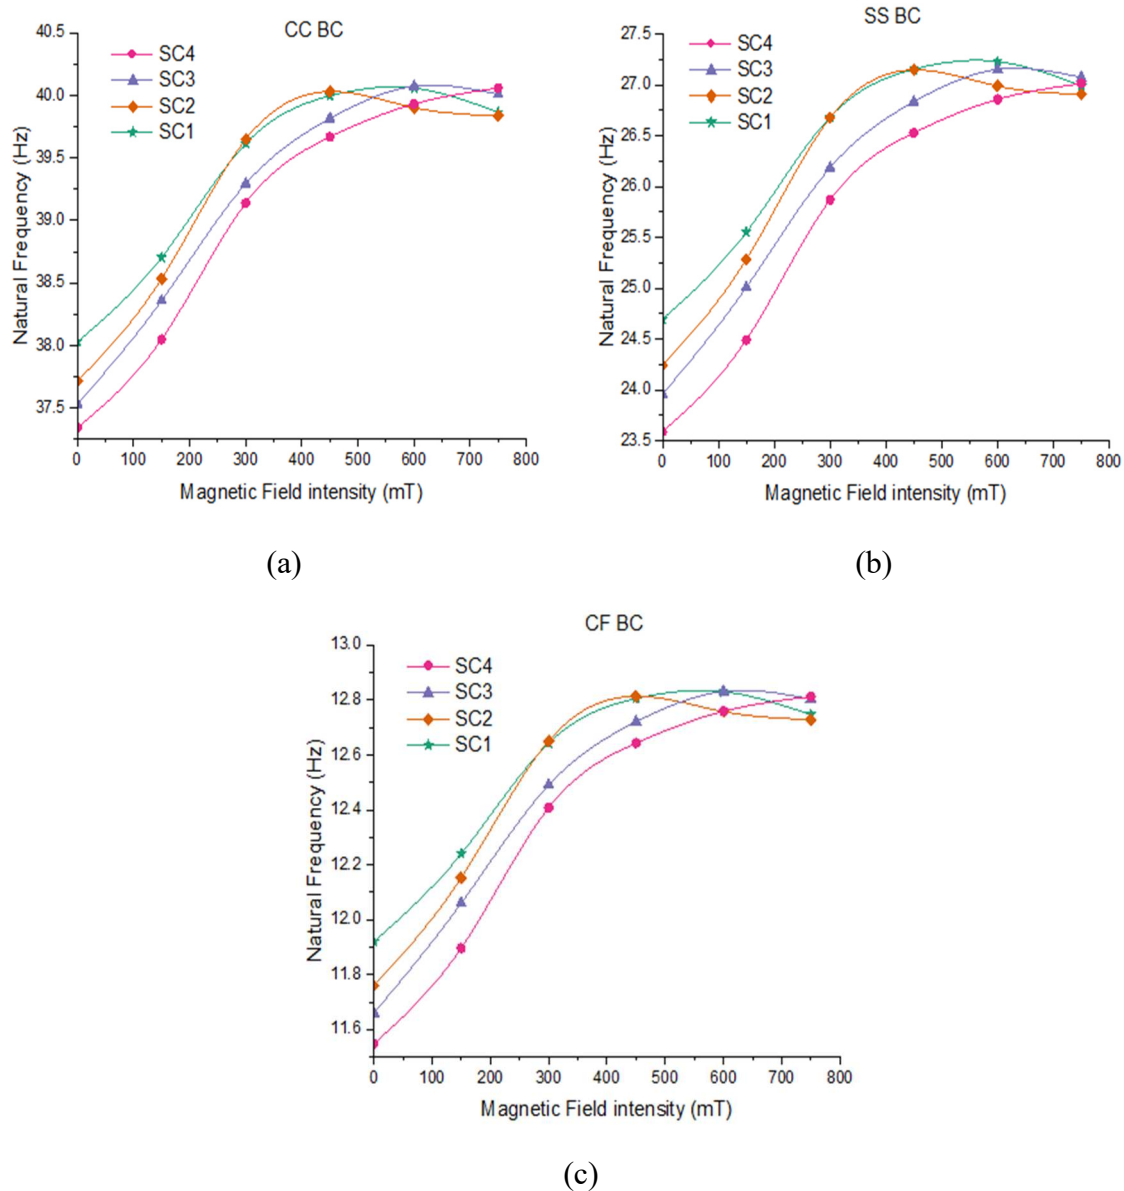 CC BC
SC4
SC3
SC2
SC1
Natural Frequency (Hz)
40.5
40.0
39.5
39.0
38.5
38.0
37.5
0 100 200 300 400 500 600 700 800
Magnetic Field intensity (mT)
(a)
SS BC
SC4
SC3
SC2
SC1
Natural Frequency (Hz)
27.5
27.0
26.5
26.0
25.5
25.0
24.5
24.0
23.5
0 100 200 300 400 500 600 700 800
Magnetic Field intensity (mT)
(b)
CF BC
SC4
SC3
SC2
SC1
Natural Frequency (Hz)
13.0
12.8
12.6
12.4
12.2
12.0
11.8
11.6
0 100 200 300 400 500 600 700 800
Magnetic Field intensity (mT)
(c)